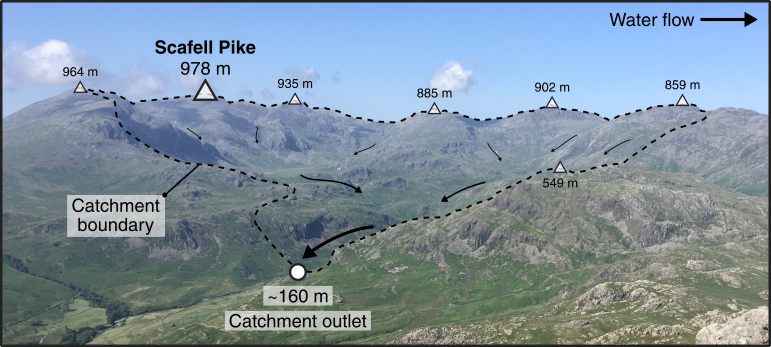 Water flow
Scafell Pike
978 m
964 m
935 m
885 m
902 m
859 m
549 m
Catchment
boundary
~160 m
Catchment outlet